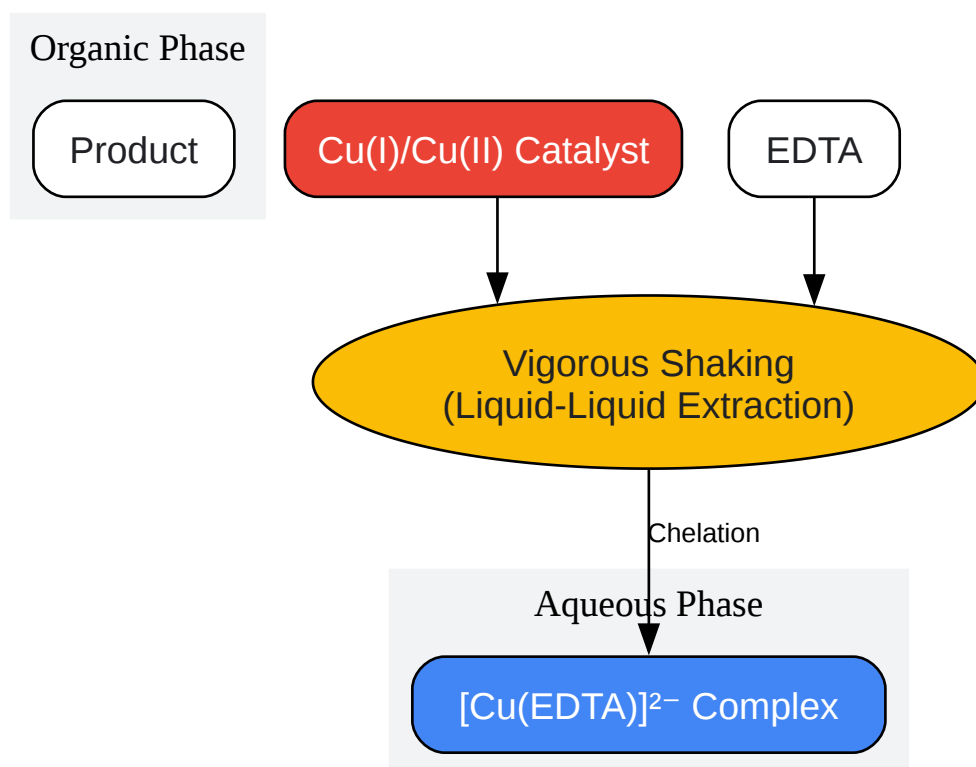 Organic Phase
Product
Cu(I)/Cu(II) Catalyst
EDTA
Vigorous Shaking
(Liquid-Liquid Extraction)
Chelation
Aqueous Phase
[Cu(EDTA)]²⁻ Complex